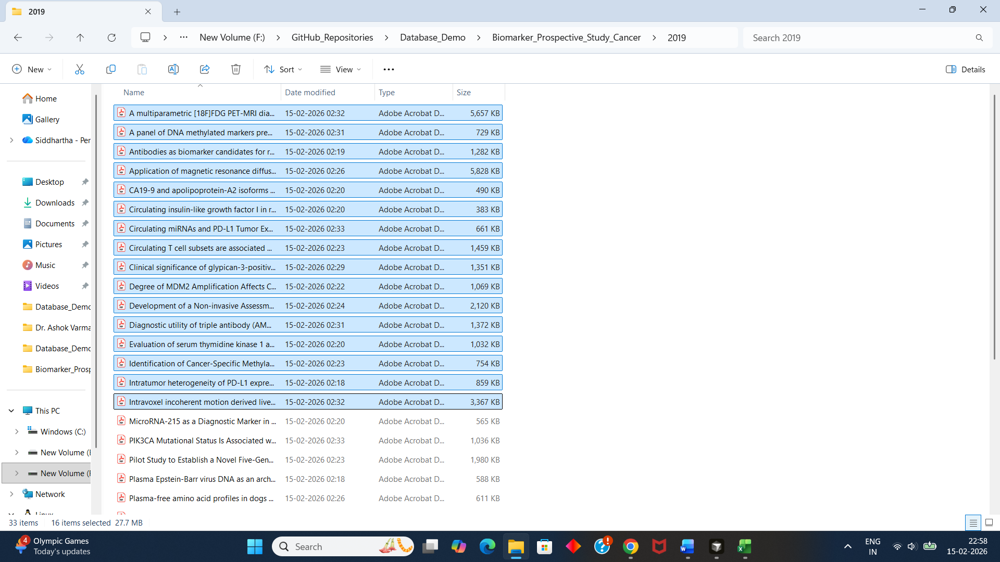 2019
New Volume (F:)
GitHub_Repositories
Database_Demo
Biomarker_Prospective_Study_Cancer
2019
Search 2019
New
Sort
View
Details
Home
Gallery
Siddhartha - Per
Desktop
Downloads
Documents
Pictures
Music
Videos
Database_Demo
Dr. Ashok Varma
Database_Demo
Biomarker_Prosp
This PC
Windows (C:)
New Volume (
New Volume (F
Network
Linux
Name Date modified Type Size
A multiparametric [18F]FDG PET-MRI dia... 15-02-2026 02:32 Adobe Acrobat D... 5,657 KB
A panel of DNA methylated markers pre... 15-02-2026 02:31 Adobe Acrobat D... 729 KB
Antibodies as biomarker candidates for r... 15-02-2026 02:19 Adobe Acrobat D... 1,282 KB
Application of magnetic resonance diffus... 15-02-2026 02:26 Adobe Acrobat D... 5,828 KB
CA19-9 and apolipoprotein-A2 isoforms ... 15-02-2026 02:20 Adobe Acrobat D... 490 KB
Circulating insulin-like growth factor I in r... 15-02-2026 02:20 Adobe Acrobat D... 383 KB
Circulating miRNAs and PD-L1 Tumor Ex... 15-02-2026 02:33 Adobe Acrobat D... 661 KB
Circulating T cell subsets are associated ... 15-02-2026 02:23 Adobe Acrobat D... 1,459 KB
Clinical significance of glypican-3-positiv... 15-02-2026 02:29 Adobe Acrobat D... 1,351 KB
Degree of MDM2 Amplification Affects C... 15-02-2026 02:22 Adobe Acrobat D... 1,069 KB
Development of a Non-invasive Assessm... 15-02-2026 02:24 Adobe Acrobat D... 2,120 KB
Diagnostic utility of triple antibody (AM... 15-02-2026 02:31 Adobe Acrobat D... 1,372 KB
Evaluation of serum thymidine kinase 1 a... 15-02-2026 02:20 Adobe Acrobat D... 1,032 KB
Identification of Cancer-Specific Methyla... 15-02-2026 02:23 Adobe Acrobat D... 754 KB
Intratumor heterogeneity of PD-L1 expre... 15-02-2026 02:18 Adobe Acrobat D... 859 KB
Intravoxel incoherent motion derived live... 15-02-2026 02:32 Adobe Acrobat D... 3,367 KB
MicroRNA-215 as a Diagnostic Marker in ... 15-02-2026 02:20 Adobe Acrobat D... 565 KB
PIK3CA Mutational Status Is Associated w... 15-02-2026 02:33 Adobe Acrobat D... 1,036 KB
Pilot Study to Establish a Novel Five-Gen... 15-02-2026 02:23 Adobe Acrobat D... 1,980 KB
Plasma Epstein-Barr virus DNA as an arch... 15-02-2026 02:18 Adobe Acrobat D... 588 KB
Plasma-free amino acid profiles in dogs ... 15-02-2026 02:26 Adobe Acrobat D... 611 KB
33 items 16 items selected 27.7 MB
4
Olympic Games
Today's updates
Search
ENG
IN
22:58
15-02-2026